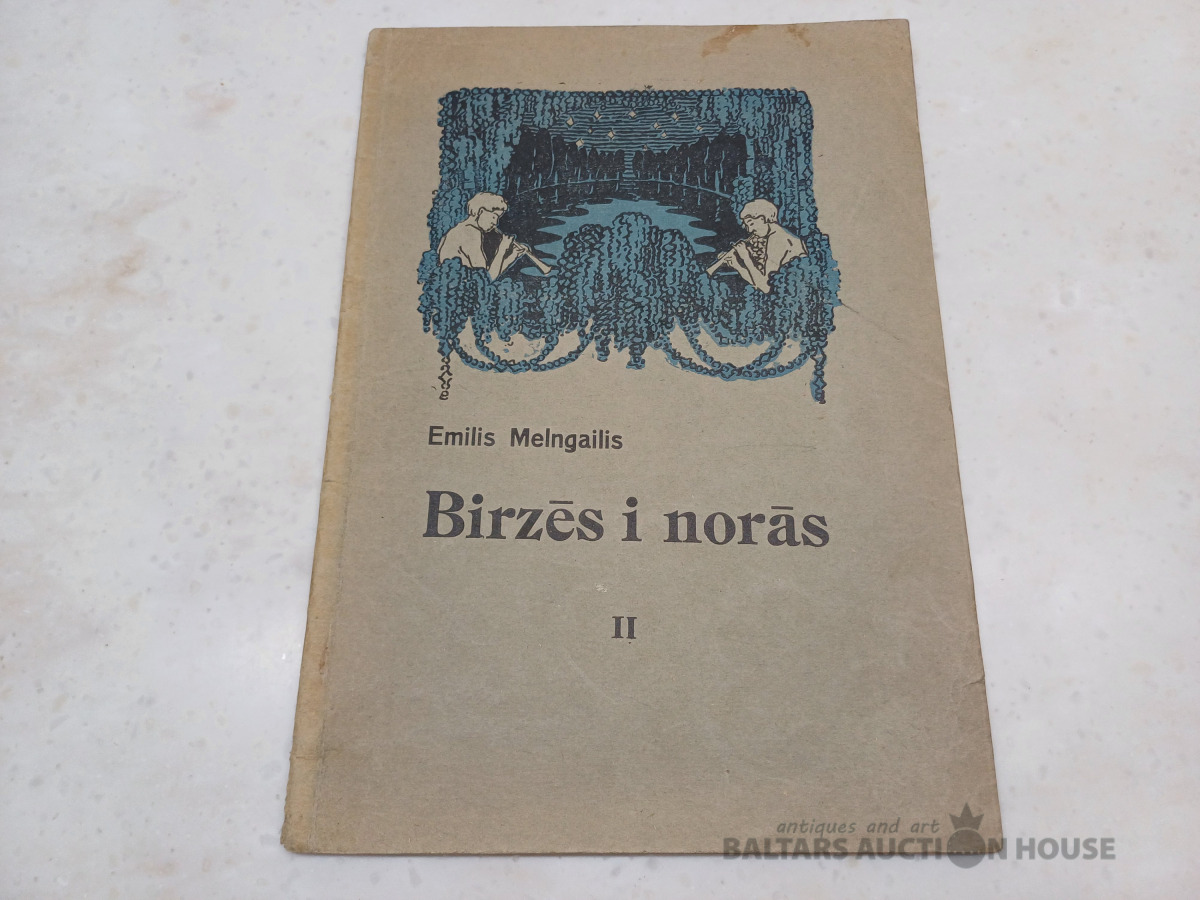 Emilis Melngailis
Birzēs i norās
II
antiques and art
BALTARS AUCTION HOUSE